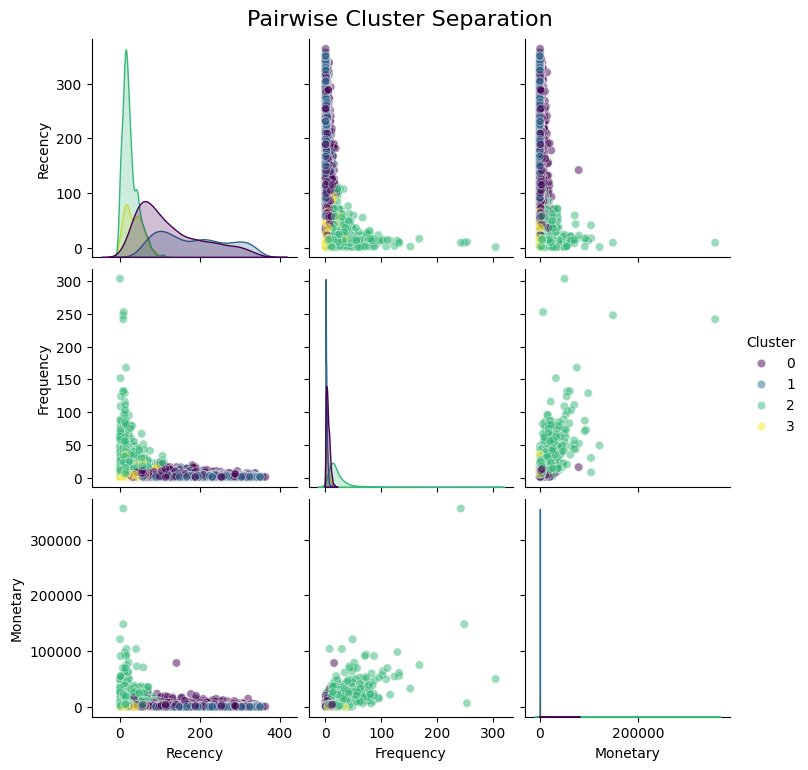 Pairwise Cluster Separation
300
200
100
0
Recency
300
250
200
150
100
50
0
Frequency
Cluster
0
1
2
3
300000
200000
100000
0
Monetary
0 200 400
0 100 200 300
0 200000
Recency Frequency Monetary